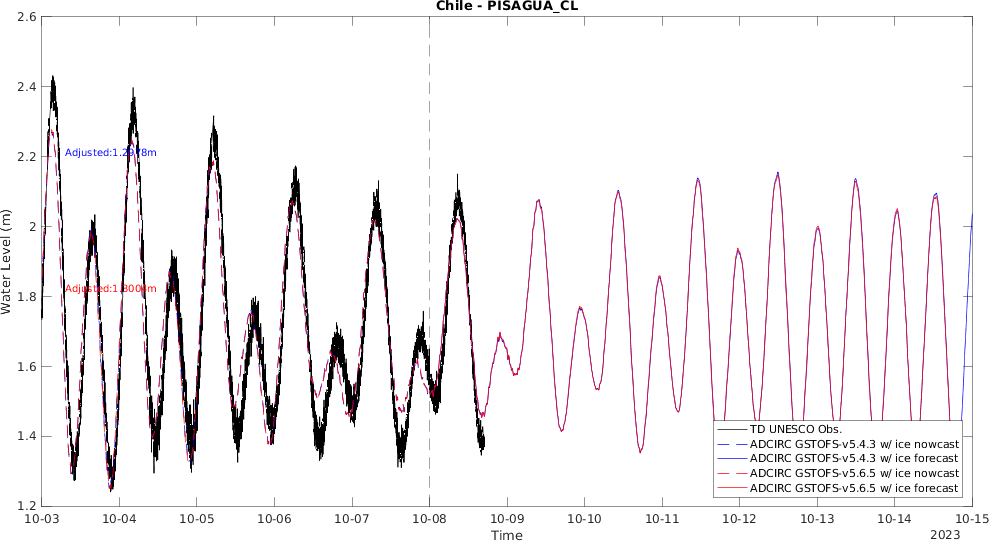 Chile - PISAGUA_CL
2.6
2.4
2.2
2
1.8
1.6
1.4
1.2
Water Level (m)
Adjusted:1.2978m
TD UNESCO Obs.
ADCIRC GSTOFS-v5.4.3 w/ ice nowcast
ADCIRC GSTOFS-v5.4.3 w/ ice forecast
ADCIRC GSTOFS-v5.6.5 w/ ice nowcast
ADCIRC GSTOFS-v5.6.5 w/ ice forecast
10-03 10-04 10-05 10-06 10-07 10-08 10-09 10-10 10-11 10-12 10-13 10-14 10-15
Time
2023